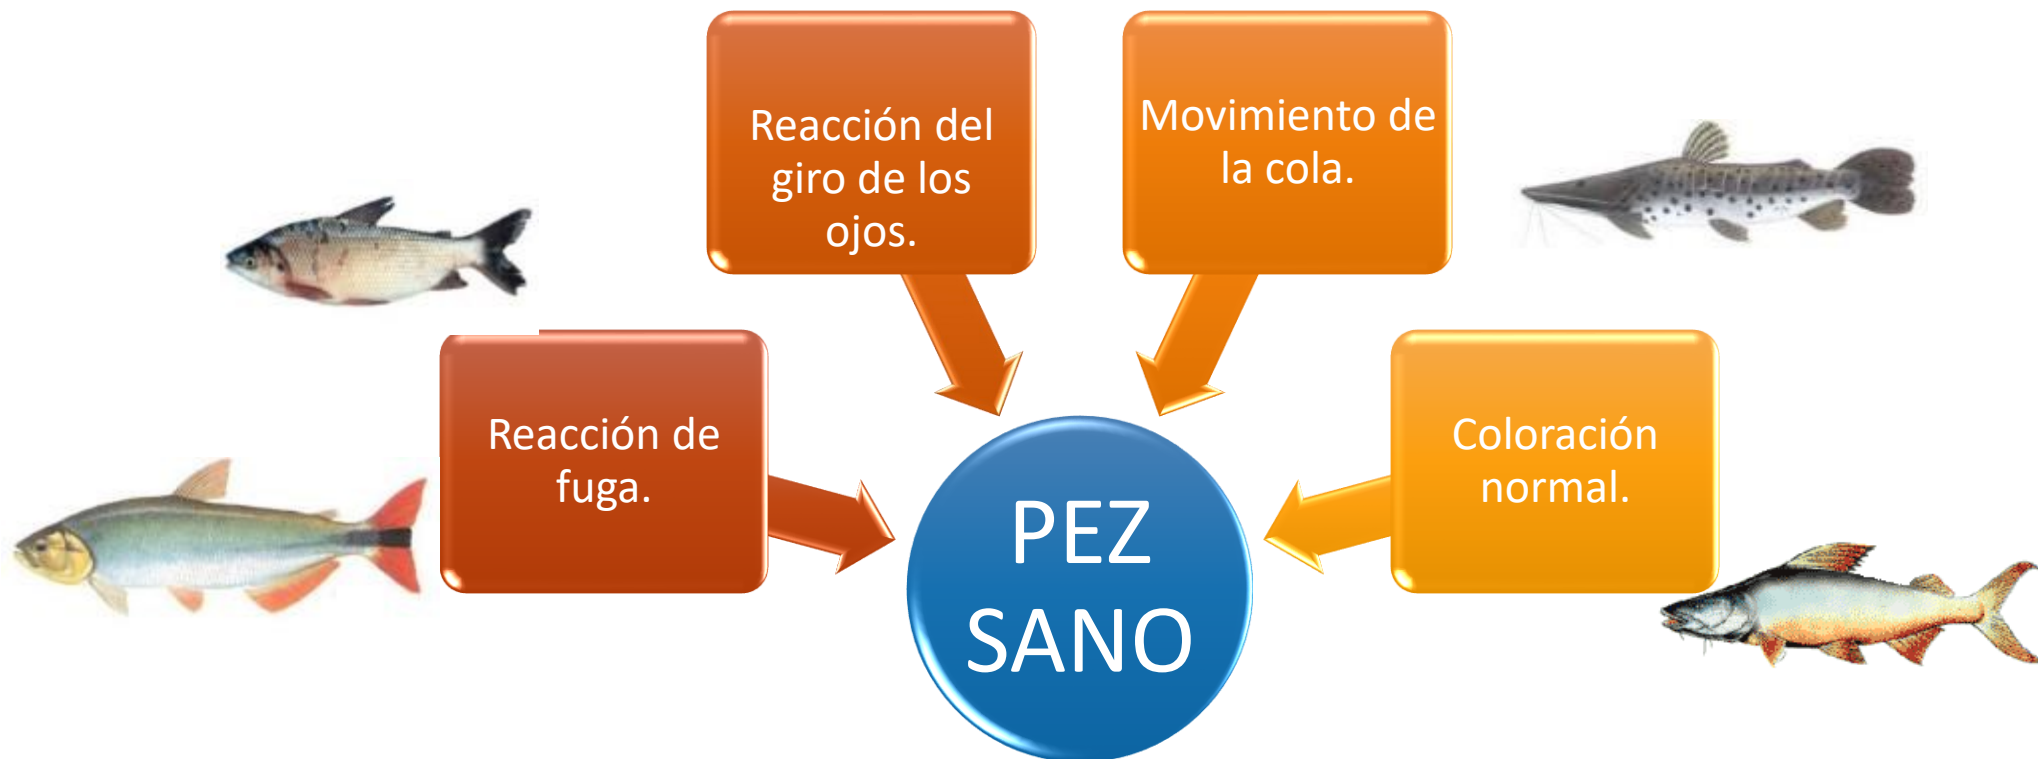 Reacción del
giro de los
ojos.
Movimiento de
la cola.
Reacción de
fuga.
Coloración
normal.
PEZ
SANO